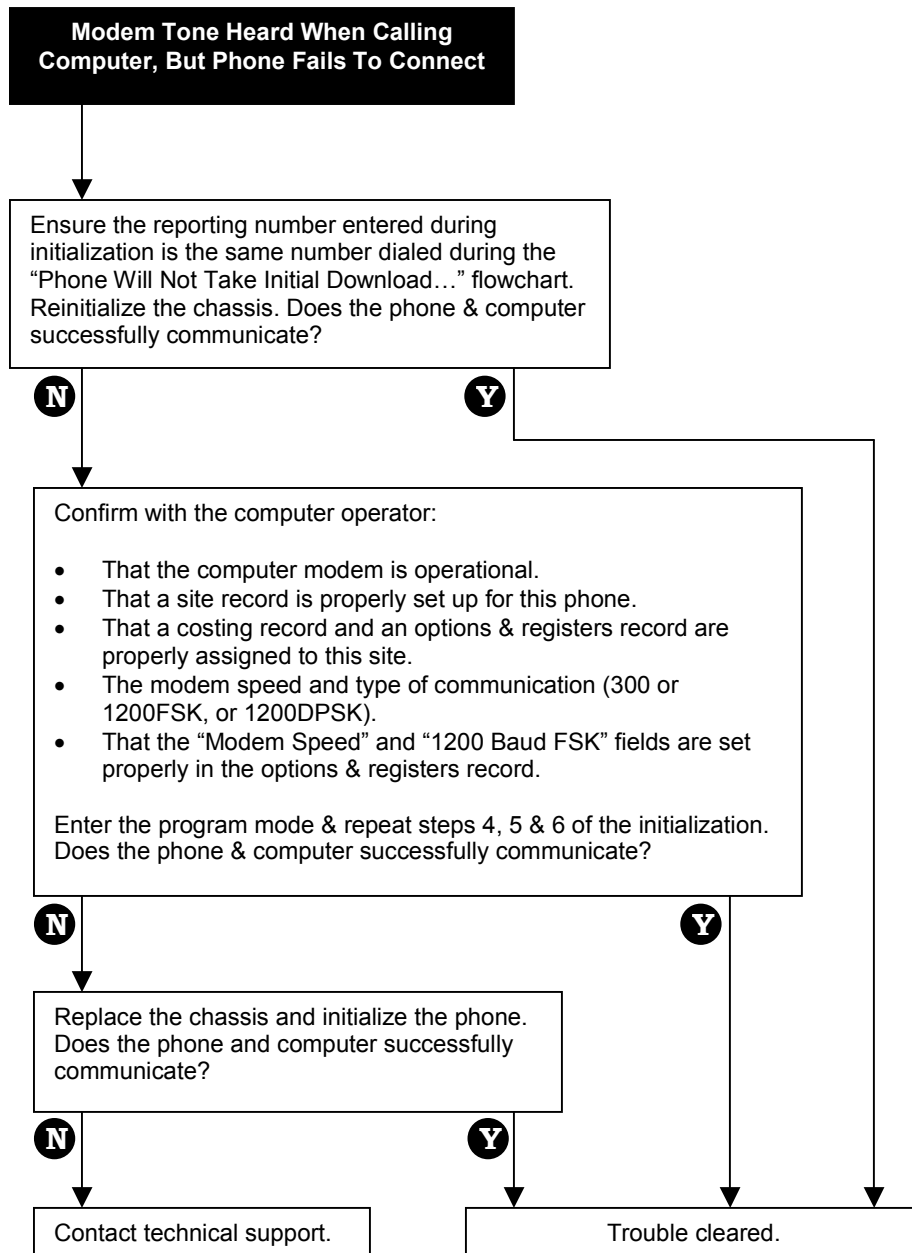 Modem Tone Heard When Calling
Computer, But Phone Fails To Connect
Ensure the reporting number entered during
initialization is the same number dialed during the
“Phone Will Not Take Initial Download…” flowchart.
Reinitialize the chassis. Does the phone & computer
successfully communicate?
N
Y
Confirm with the computer operator:
• That the computer modem is operational.
• That a site record is properly set up for this phone.
• That a costing record and an options & registers record are
properly assigned to this site.
• The modem speed and type of communication (300 or
1200FSK, or 1200DPSK).
• That the “Modem Speed” and “1200 Baud FSK” fields are set
properly in the options & registers record.
Enter the program mode & repeat steps 4, 5 & 6 of the initialization.
Does the phone & computer successfully communicate?
N
Y
Replace the chassis and initialize the phone.
Does the phone and computer successfully
communicate?
N
Y
Contact technical support.
Trouble cleared.